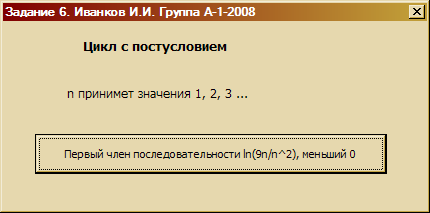 Задание 6. Иванков И.И. Группа А-1-2008
Цикл с постусловием
n принимет значения 1, 2, 3 ...
Первый член последовательности ln(9n/n^2), меньший 0